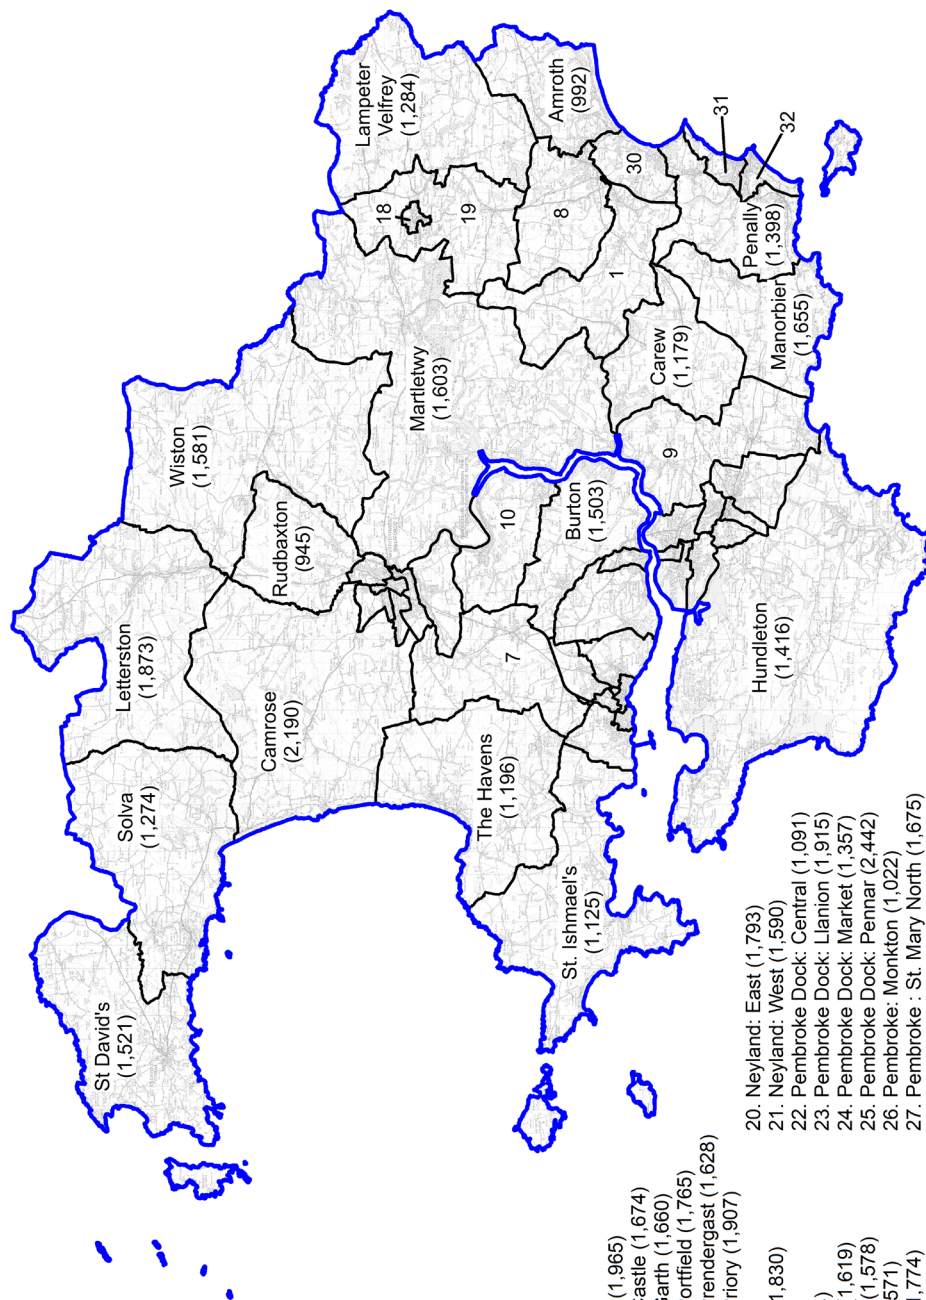 St David's
(1,521)
Solva
(1,274)
Letterston
(1,873)
Wiston
(1,581)
Rudbaxton
(945)
Camrose
(2,190)
The Havens
(1,196)
St. Ishmael's
(1,125)
Martletwy
(1,603)
Lampeter
Velfrey
(1,284)
Amroth
(992)
Burton
(1,503)
Carew
(1,179)
Manorbier
(1,655)
Penally
(1,398)
Hundleton
(1,416)
7
10
18
19
8
1
30
31
32
9
(1,965)
(1,674)
(1,660)
(1,765)
(1,628)
(1,907)
1,830)
(1,619)
(1,578)
571)
1,774)
20. Neyland: East (1,793)
21. Neyland: West (1,590)
22. Pembroke Dock: Central (1,091)
23. Pembroke Dock: Llanion (1,915)
24. Pembroke Dock: Market (1,357)
25. Pembroke Dock: Pennar (2,442)
26. Pembroke: Monkton (1,022)
27. Pembroke : St. Mary North (1,675)